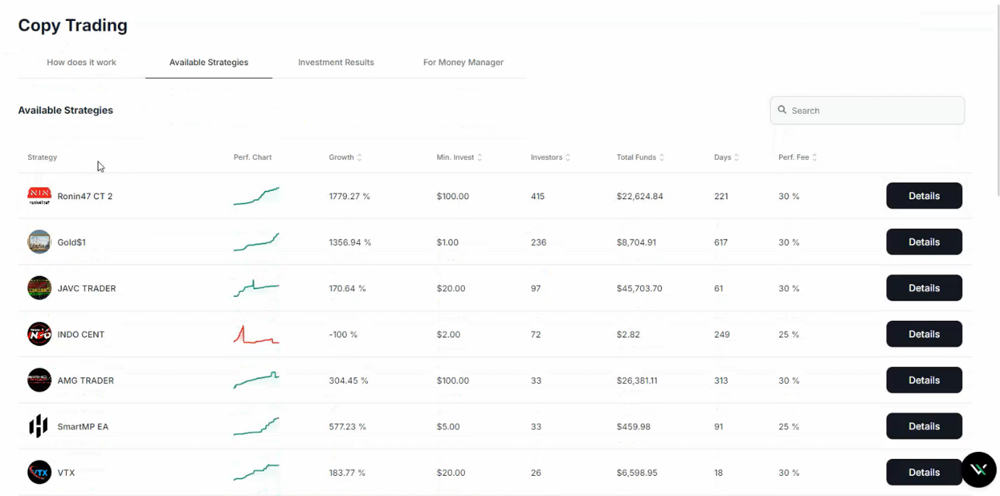 Copy Trading
How does it work Available Strategies Investment Results For Money Manager
Available Strategies Search
Strategy Perf. Chart Growth Min. Invest Investors Total Funds Days Perf. Fee
Ronin47 CT 2 1779.27 % $100.00 415 $22,624.84 221 30 % Details
Gold$1 1356.94 % $1.00 236 $8,704.91 617 30 % Details
JAVC TRADER 170.64 % $20.00 97 $45,703.70 61 30 % Details
INDO CENT -100 % $2.00 72 $2.82 249 25 % Details
AMG TRADER 304.45 % $100.00 33 $26,381.11 313 30 % Details
SmartMP EA 577.23 % $5.00 33 $459.98 91 25 % Details
VTX VTX 183.77 % $20.00 26 $6,598.95 18 30 % Details